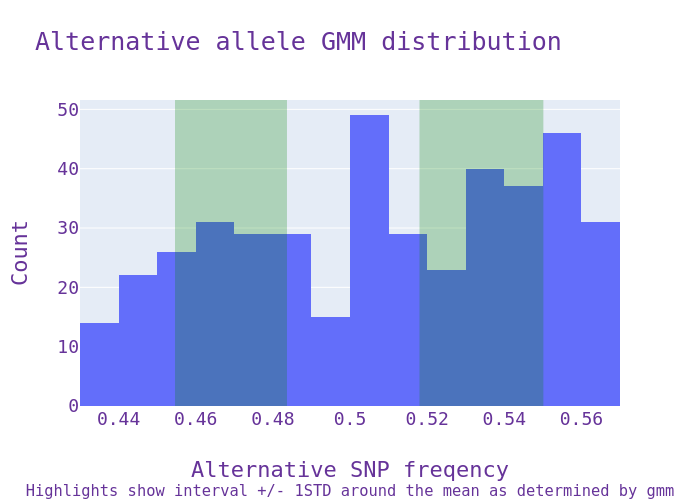 Alternative allele GMM distribution
50
40
30
20
10
0
Count
0.44 0.46 0.48 0.5 0.52 0.54 0.56
Alternative SNP freqency
Highlights show interval +/- 1STD around the mean as determined by gmm